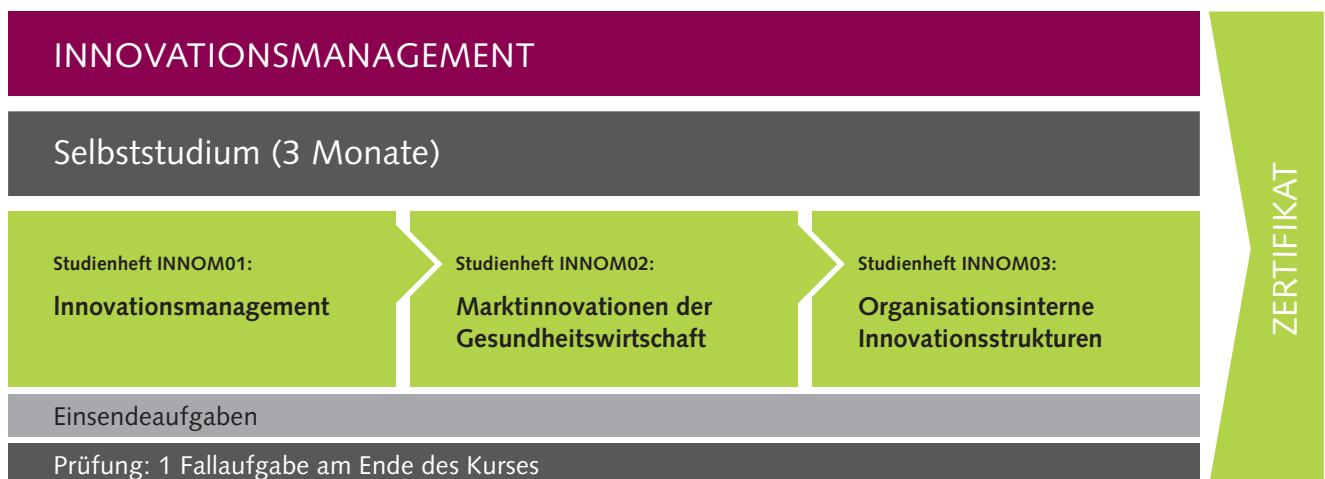 INNOVATIONSMANAGEMENT
Selbststudium (3 Monate)
Studienheft INNOM01:
Innovationsmanagement
Studienheft INNOM02:
Marktinnovationen der
Gesundheitswirtschaft
Studienheft INNOM03:
Organisationsinterne
Innovationsstrukturen
Einsendeaufgaben
Prüfung: 1 Fallaufgabe am Ende des Kurses
ZERTIFIKAT